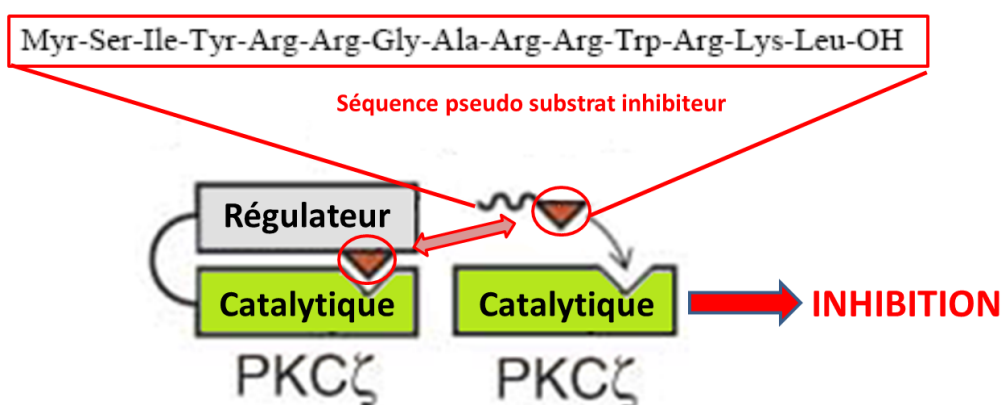 Myr-Ser-Ile-Tyr-Arg-Arg-Gly-Ala-Arg-Arg-Trp-Arg-Lys-Leu-OH
Séquence pseudo substrat inhibiteur
Régulateur
Catalytique
PKCζ
Catalytique
PKCζ
INHIBITION